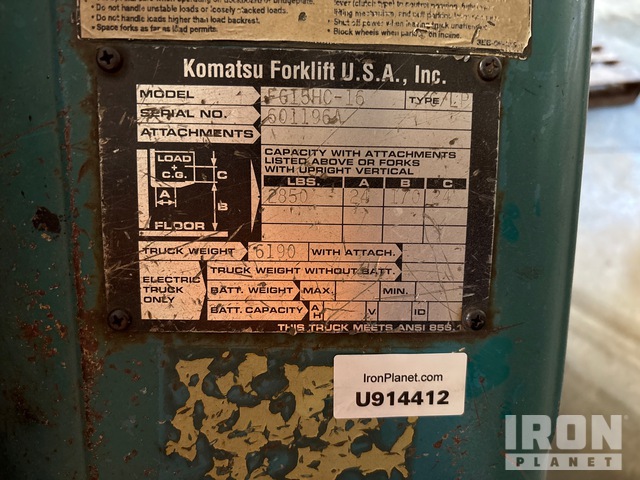 • Do not handle unstable loads or loosely stacked loads.
• Do not handle loads above load backrest.
• Space forks as far as load permits.
• Block wheels when parking on incline.
Komatsu Forklift U.S.A., Inc.
MODEL FG15HC-16 TYPE G/LP
SERIAL NO. 601196A
ATTACHMENTS
CAPACITY WITH ATTACHMENTS
LISTED ABOVE OR FORKS
WITH UPRIGHT VERTICAL
LOAD
+
C.G.
C
A
B
FLOOR
LBS. A B C
2850 24 24
TRUCK WEIGHT 6190 WITH ATTACH.
ELECTRIC
TRUCK
ONLY
TRUCK WEIGHT WITHOUT BATT.
BATT. WEIGHT MAX. MIN.
BATT. CAPACITY AH V ID
THIS TRUCK MEETS ANSI B56.1
IronPlanet.com
U914412
IRON
PLANET